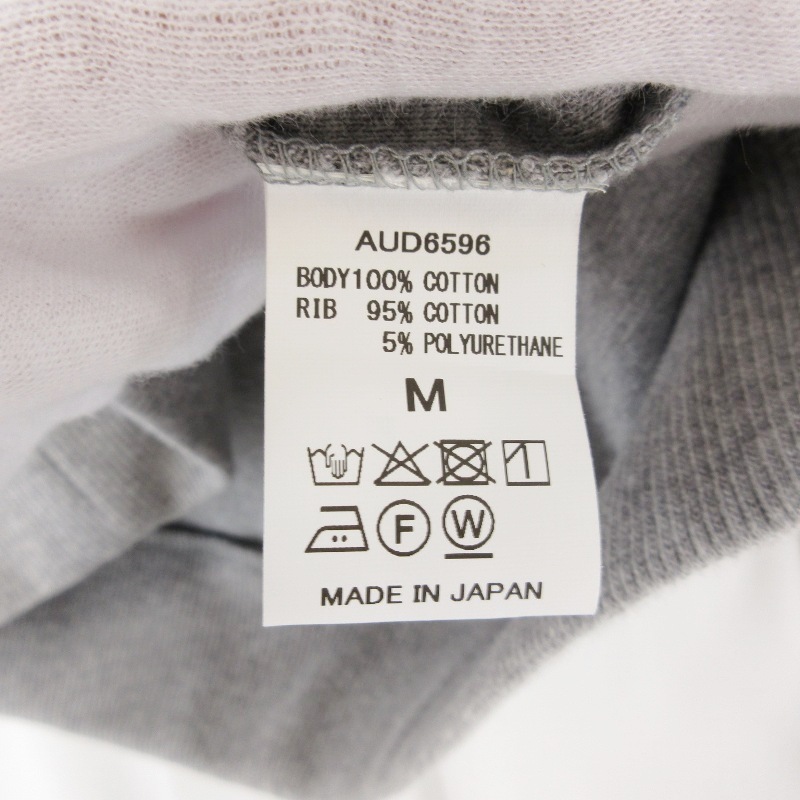 AUD6596
BODY100% COTTON
RIB 95% COTTON
5% POLYURETHANE
M
F W
MADE IN JAPAN